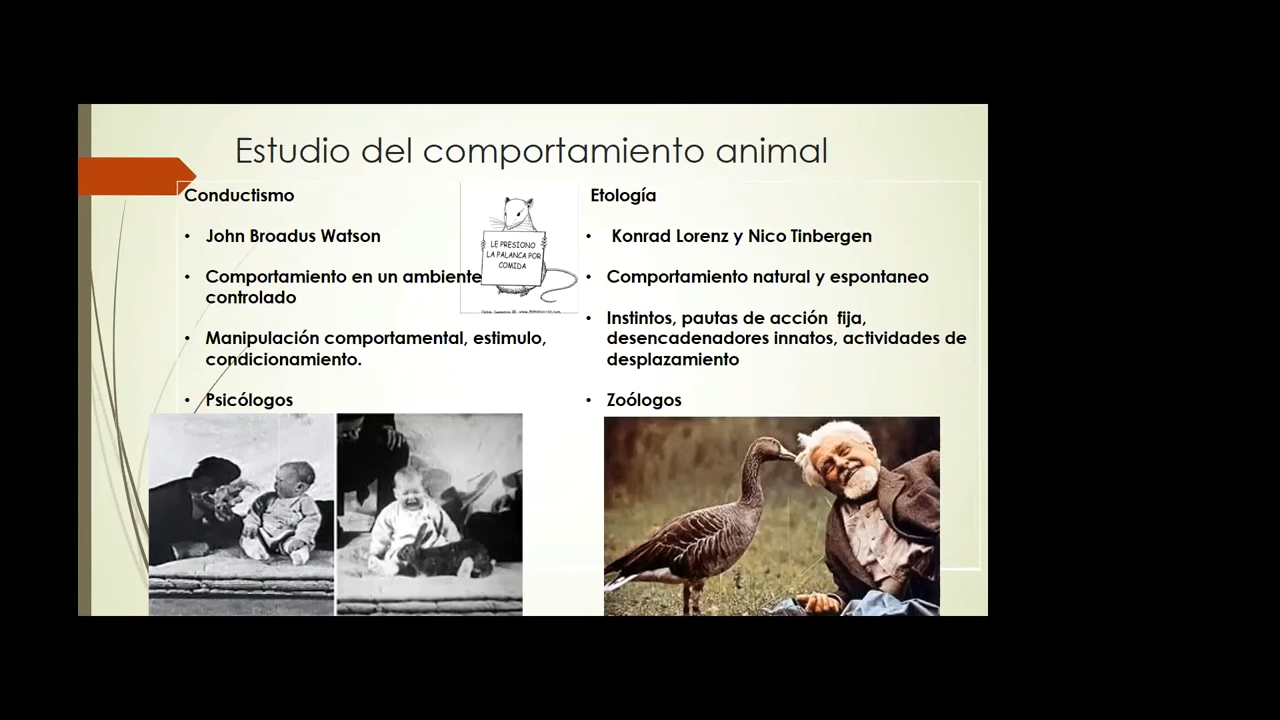 Estudio del comportamiento animal
Conductismo
• John Broadus Watson
• Comportamiento en un ambiente
controlado
• Manipulación comportamental, estimulo,
condicionamiento.
• Psicólogos
LE PRESIONO
LA PALANCA POR
COMIDA
Etología
• Konrad Lorenz y Nico Tinbergen
• Comportamiento natural y espontaneo
• Instintos, pautas de acción fija,
desencadenadores innatos, actividades de
desplazamiento
• Zoólogos